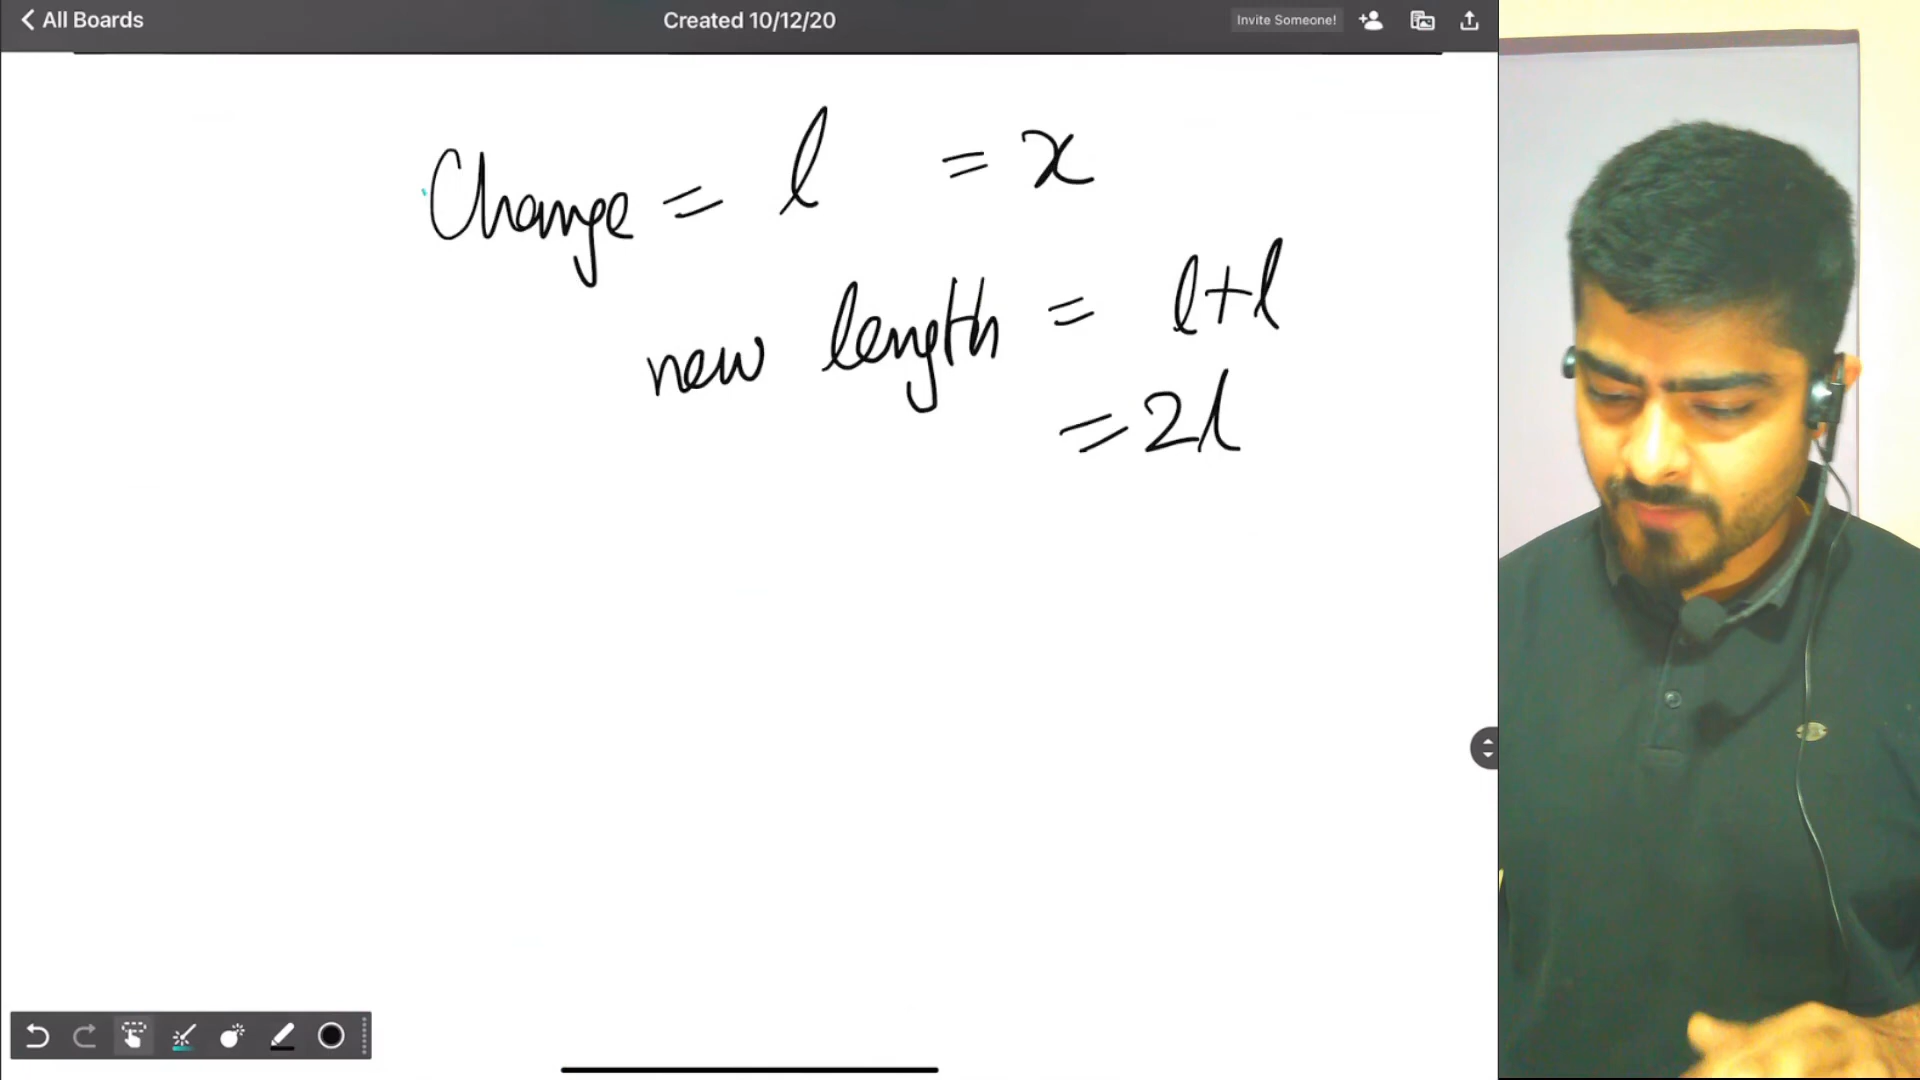 All Boards
Created 10/12/20
Invite Someone!
Change = l = x
new length = l+l
= 2l